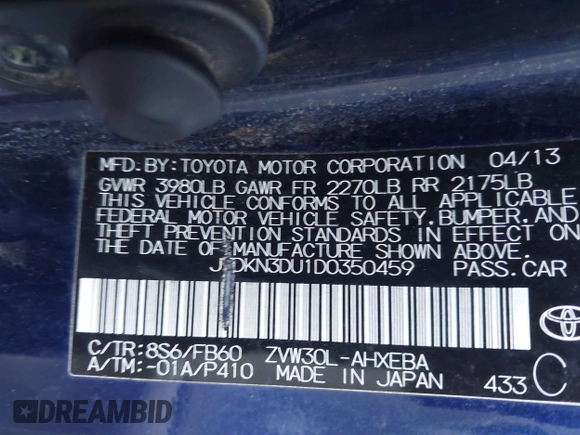 MFD.BY:TOYOTA MOTOR CORPORATION 04/13
GVWR 3980LB GAWR FR 2270LB RR 2175LB
THIS VEHICLE CONFORMS TO ALL APPLICABLE
FEDERAL MOTOR VEHICLE SAFETY, BUMPER, AND
THEFT PREVENTION STANDARDS IN EFFECT ON
THE DATE OF MANUFACTURE SHOWN ABOVE.
PASS.CAR
C/TR:8S6/FB60 ZVW30L-AHXEBA
A/TM:-01A/P410 MADE IN JAPAN 433 C
DREAMBID